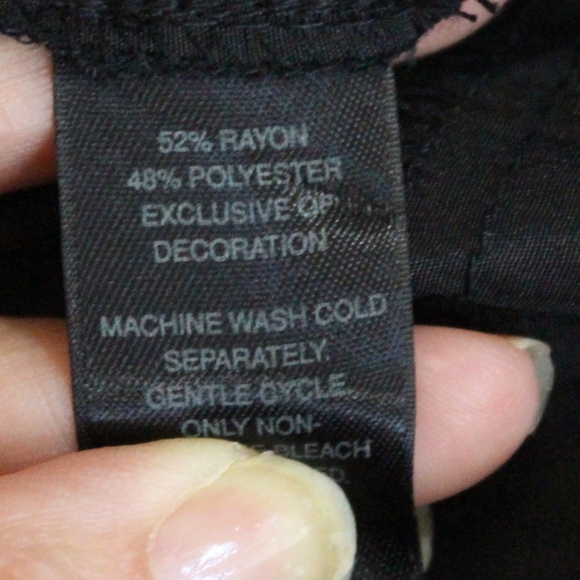 52% RAYON
48% POLYESTER
EXCLUSIVE OF
DECORATION
MACHINE WASH COLD
SEPARATELY.
GENTLE CYCLE.
ONLY NON-
BLEACH